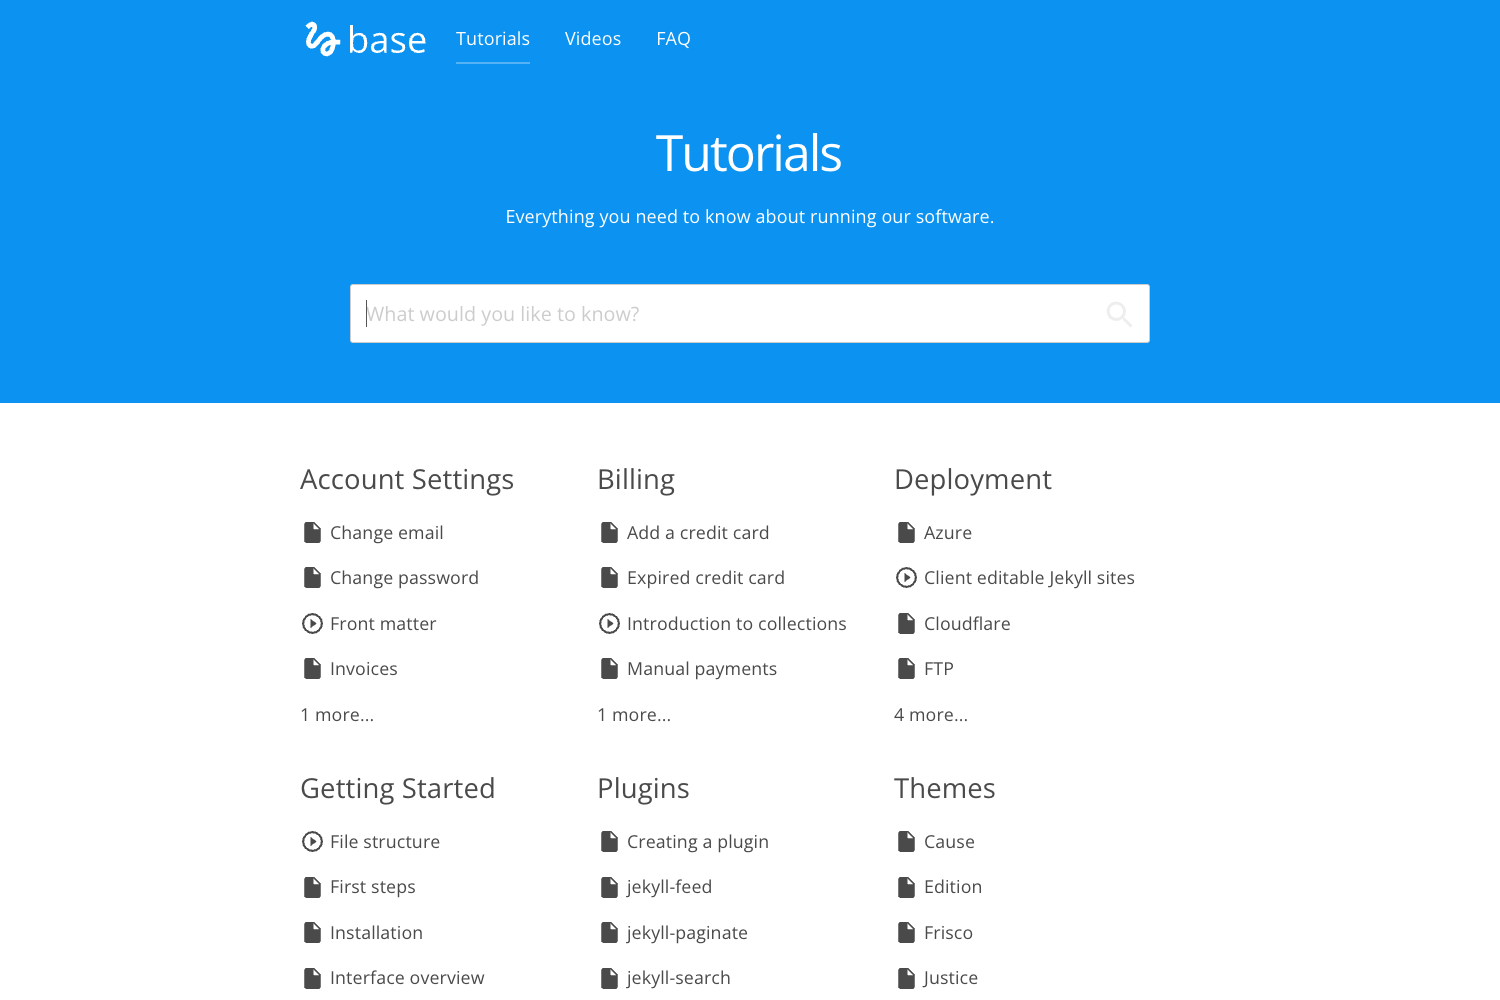 base Tutorials Videos FAQ
Tutorials
Everything you need to know about running our software.
What would you like to know?
Account Settings
Change email
Change password
Front matter
Invoices
1 more...
Billing
Add a credit card
Expired credit card
Introduction to collections
Manual payments
1 more...
Deployment
Azure
Client editable Jekyll sites
Cloudflare
FTP
4 more...
Getting Started
File structure
First steps
Installation
Interface overview
Plugins
Creating a plugin
jekyll-feed
jekyll-paginate
jekyll-search
Themes
Cause
Edition
Frisco
Justice